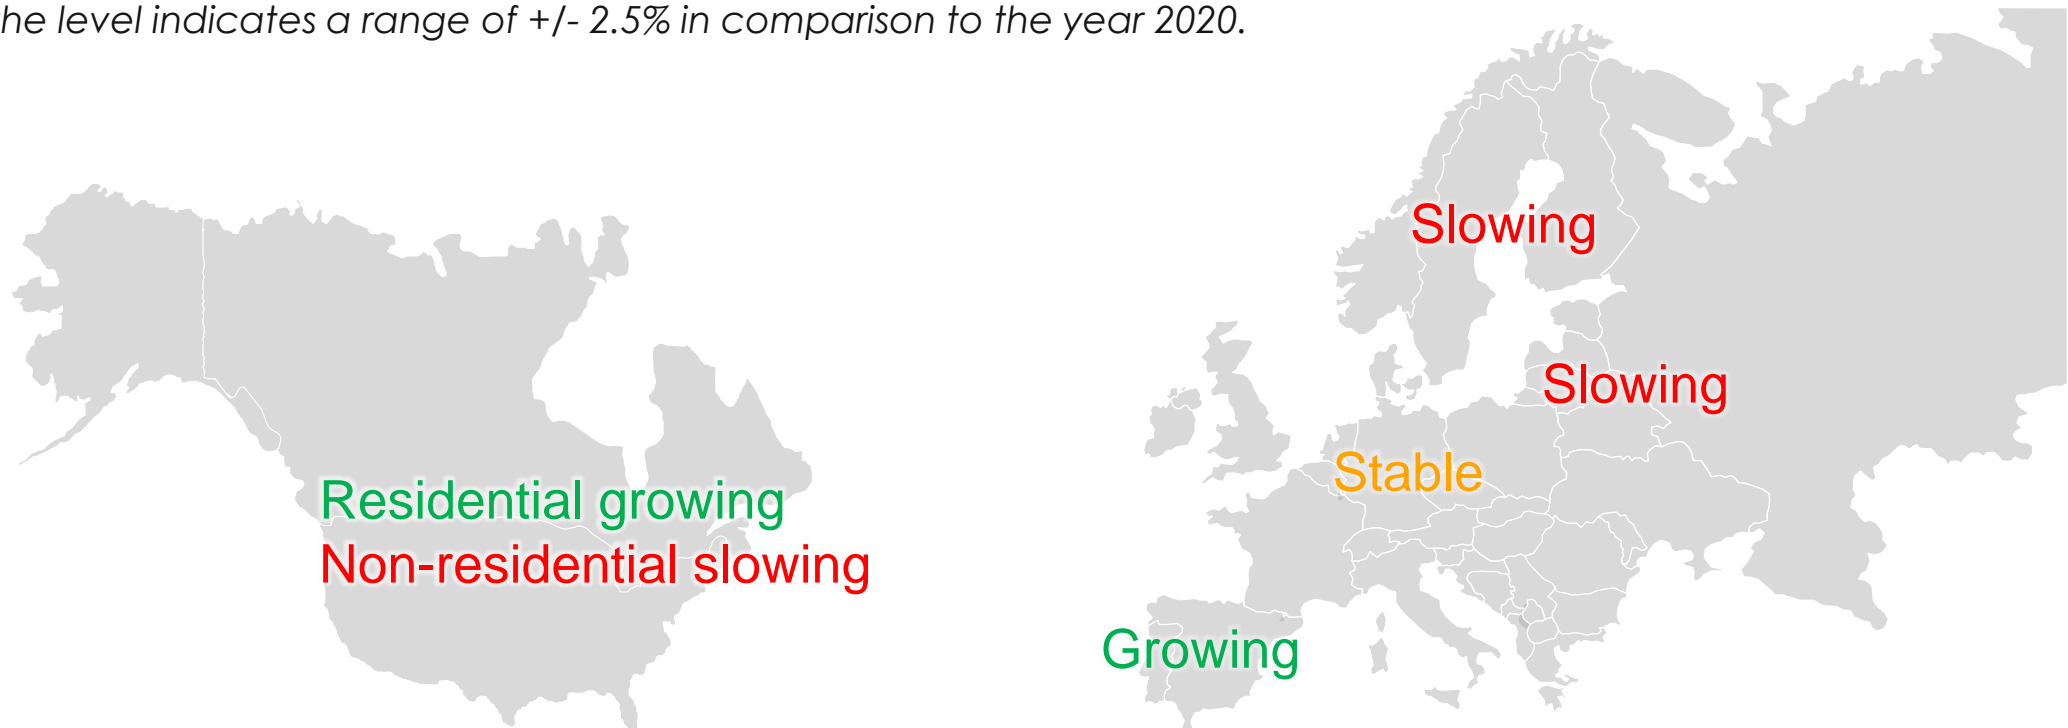 he level indicates a range of +/- 2.5% in comparison to the year 2020.
Slowing
Slowing
Stable
Residential growing
Non-residential slowing
Growing